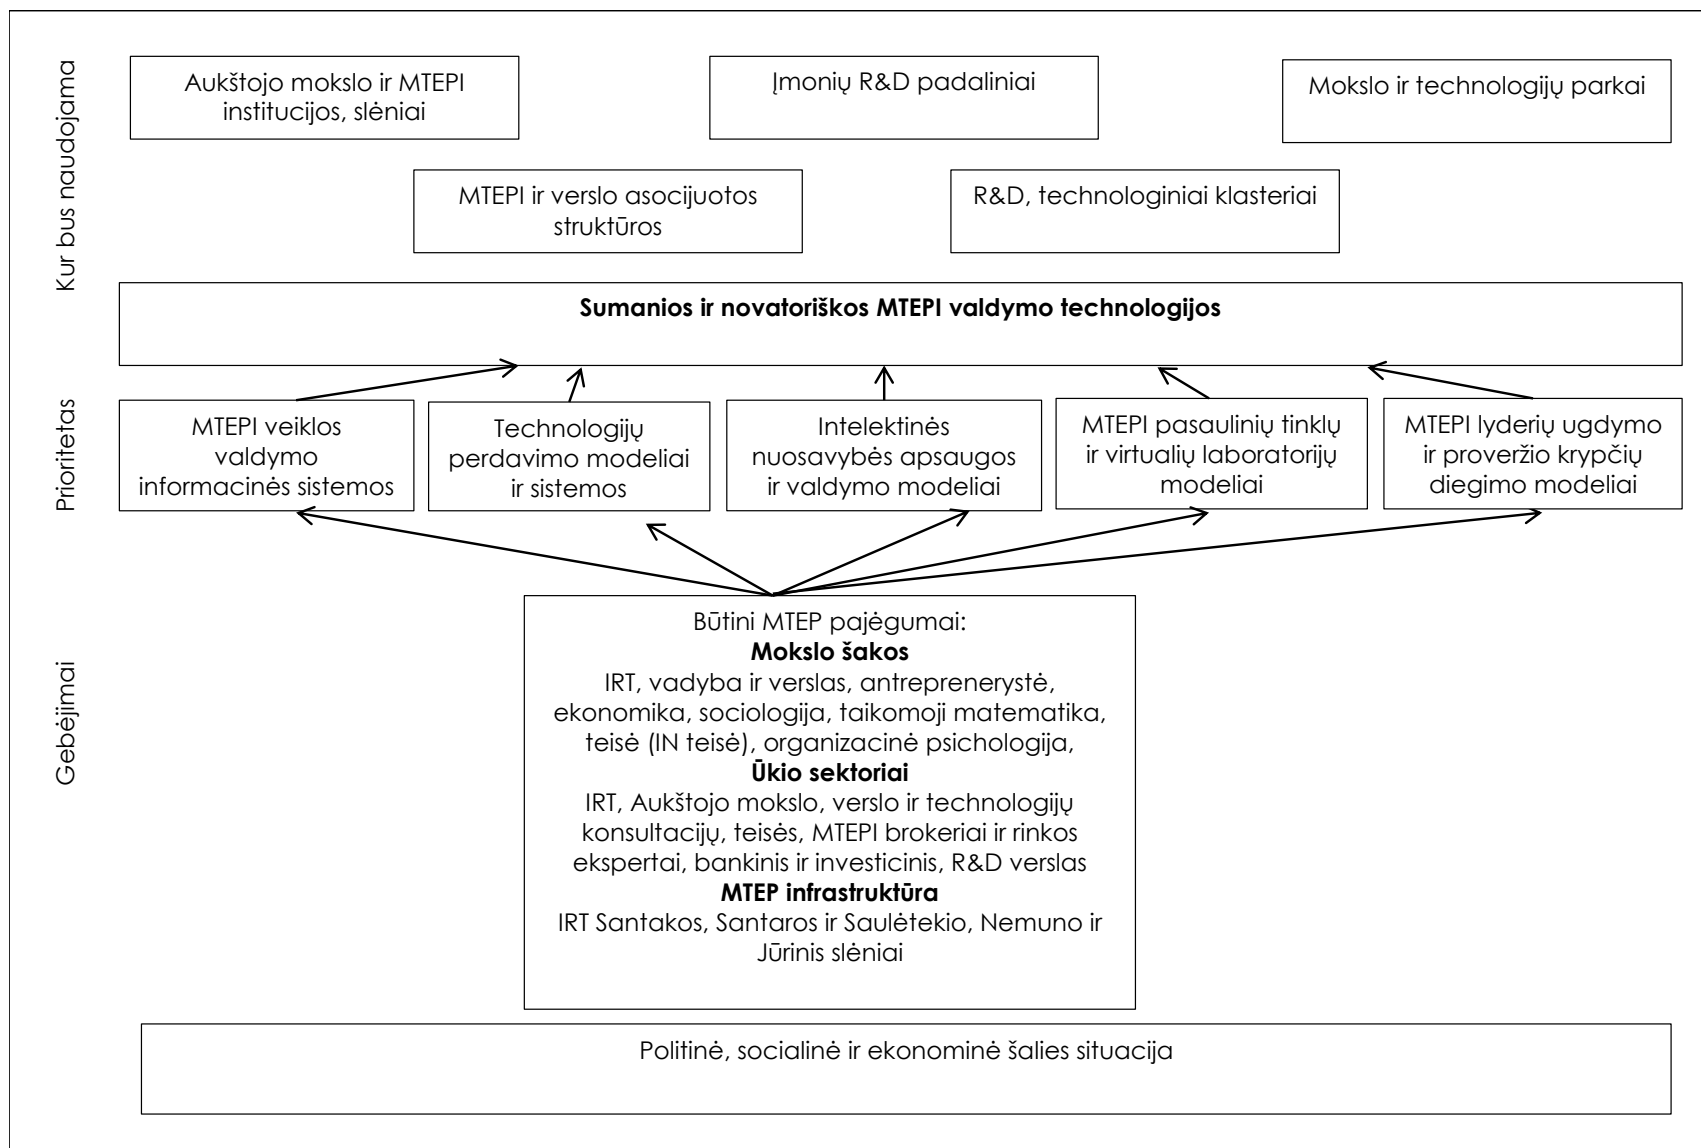 Kur bus naudojama
Aukštojo mokslo ir MTEPI
institucijos, slėniai
Įmonių R&D padaliniai
Mokslo ir technologijų parkai
MTEPI ir verslo asocijuotos
struktūros
R&D, technologiniai klasteriai
Sumanios ir novatoriškos MTEPI valdymo technologijos
Prioritetas
MTEPI veiklos
valdymo
informacinės sistemos
Technologijų
perdavimo modeliai
ir sistemos
Intelektinės
nuosavybės apsaugos
ir valdymo modeliai
MTEPI pasaulinių tinklų
ir virtualių laboratorijų
modeliai
MTEPI lyderių ugdymo
ir proveržio krypčių
diegimo modeliai
Gebėjimai
Būtini MTEP pajėgumai:
Mokslo šakos
IRT, vadyba ir verslas, antreprenerystė,
ekonomika, sociologija, taikomoji matematika,
teisė (IN teisė), organizacinė psichologija,
Ūkio sektoriai
IRT, Aukštojo mokslo, verslo ir technologijų
konsultacijų, teisės, MTEPI brokeriai ir rinkos
ekspertai, bankinis ir investicinis, R&D verslas
MTEP infrastruktūra
IRT Santakos, Santaros ir Saulėtekio, Nemuno ir
Jūrinis slėniai
Politinė, socialinė ir ekonominė šalies situacija